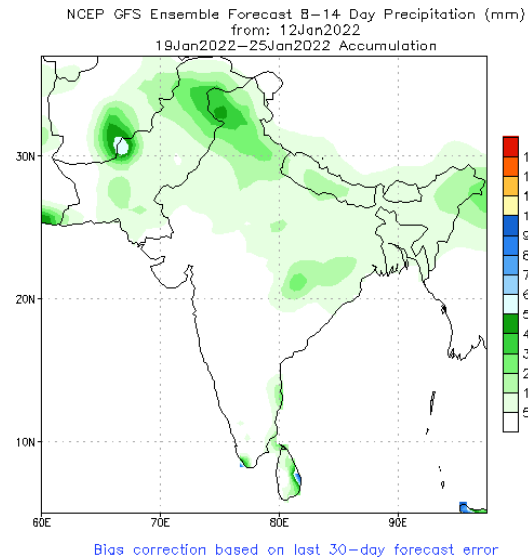 NCEP GFS Ensemble Forecast 8-14 Day Precipitation (mm)
from: 12Jan2022
19Jan2022-25Jan2022 Accumulation
30N
20N
10N
60E 70E 80E 90E
Bias correction based on last 30-day forecast error